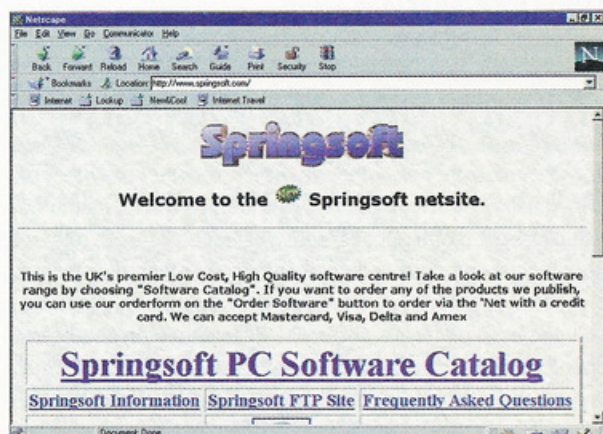 Netscape
File Edit View Go Communicator Help
Back Forward Reload Home Search Guide Print Security Stop
N
Bookmarks Location: http://www.springsoft.com/
Internet Lookup New&Cool Internet Travel
Springsoft
Welcome to the NEW Springsoft netsite.
This is the UK's premier Low Cost, High Quality software centre! Take a look at our software
range by choosing "Software Catalog". If you want to order any of the products we publish,
you can use our orderform on the "Order Software" button to order via the 'Net with a credit
card. We can accept Mastercard, Visa, Delta and Amex
Springsoft PC Software Catalog
Springsoft Information Springsoft FTP Site Frequently Asked Questions
Document: Done